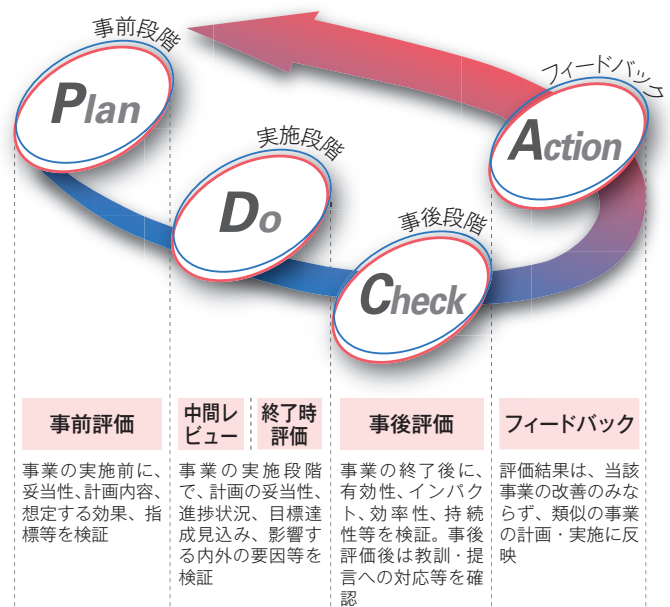 事前段階
Plan
実施段階
Do
事後段階
Check
フィードバック
Action
事前評価
事業の実施前に、
妥当性、計画内容、
想定する効果、指
標等を検証
中間レ
ビュー
終了時
評価
事業の実施段階
で、計画の妥当性、
進捗状況、目標達
成見込み、影響す
る内外の要因等を
検証
事後評価
事業の終了後に、
有効性、インパク
ト、効率性、持続
性等を検証。事後
評価後は教訓・提
言への対応等を確
認
フィードバック
評価結果は、当該
事業の改善のみな
らず、類似の事業
の計画・実施に反
映